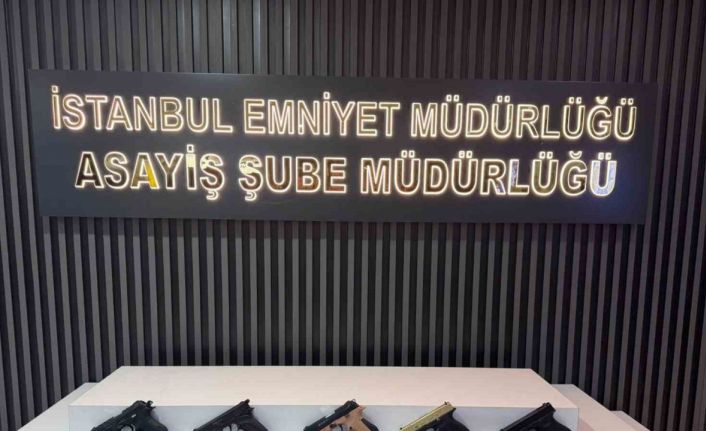 İSTANBUL EMNİYET MÜDÜRLÜĞÜ
ASAYİŞ ŞUBE MÜDÜRLÜĞÜ